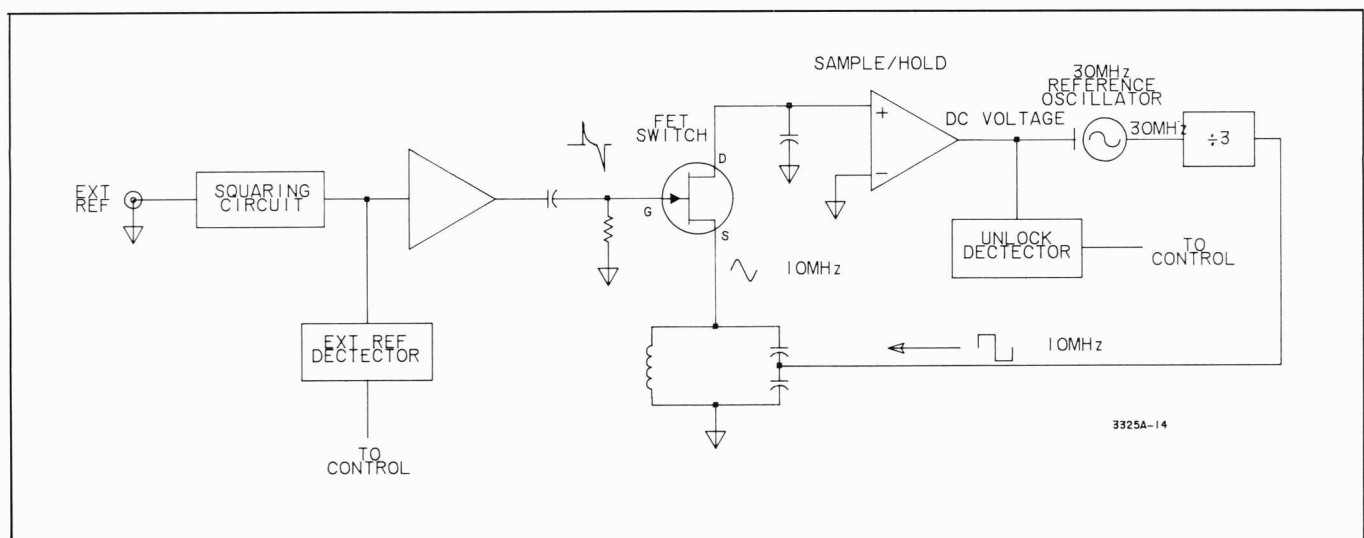 SAMPLE/HOLD
30MHz
REFERENCE
OSCILLATOR
FET
SWITCH
DC VOLTAGE
30MHz
÷3
D
EXT
REF
SQUARING
CIRCUIT
G
S
UNLOCK
DECTECTOR
TO
CONTROL
10MHz
EXT REF
DECTECTOR
10MHz
TO
CONTROL
3325A-14
+
−